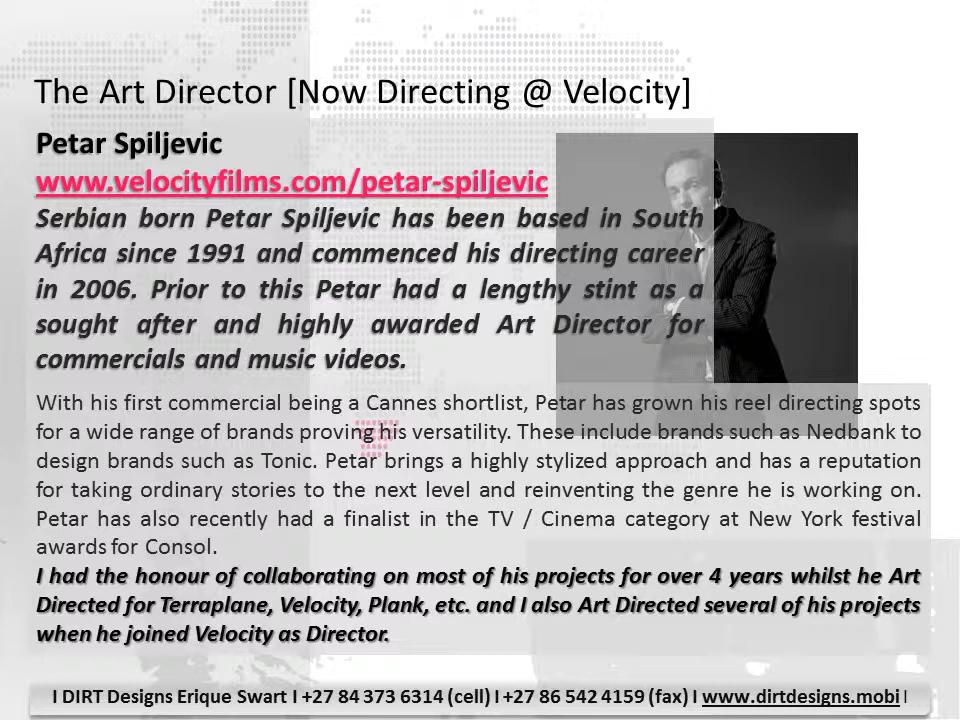 The Art Director [Now Directing @ Velocity]
Petar Spiljevic
www.velocityfilms.com/petar-spiljevic
Serbian born Petar Spiljevic has been based in South
Africa since 1991 and commenced his directing career
in 2006. Prior to this Petar had a lengthy stint as a
sought after and highly awarded Art Director for
commercials and music videos.
With his first commercial being a Cannes shortlist, Petar has grown his reel directing spots
for a wide range of brands proving his versatility. These include brands such as Nedbank to
design brands such as Tonic. Petar brings a highly stylized approach and has a reputation
for taking ordinary stories to the next level and reinventing the genre he is working on.
Petar has also recently had a finalist in the TV / Cinema category at New York festival
awards for Consol.
I had the honour of collaborating on most of his projects for over 4 years whilst he Art
Directed for Terraplane, Velocity, Plank, etc. and I also Art Directed several of his projects
when he joined Velocity as Director.
I DIRT Designs Erique Swart I +27 84 373 6314 (cell) I +27 86 542 4159 (fax) I www.dirtdesigns.mobi I